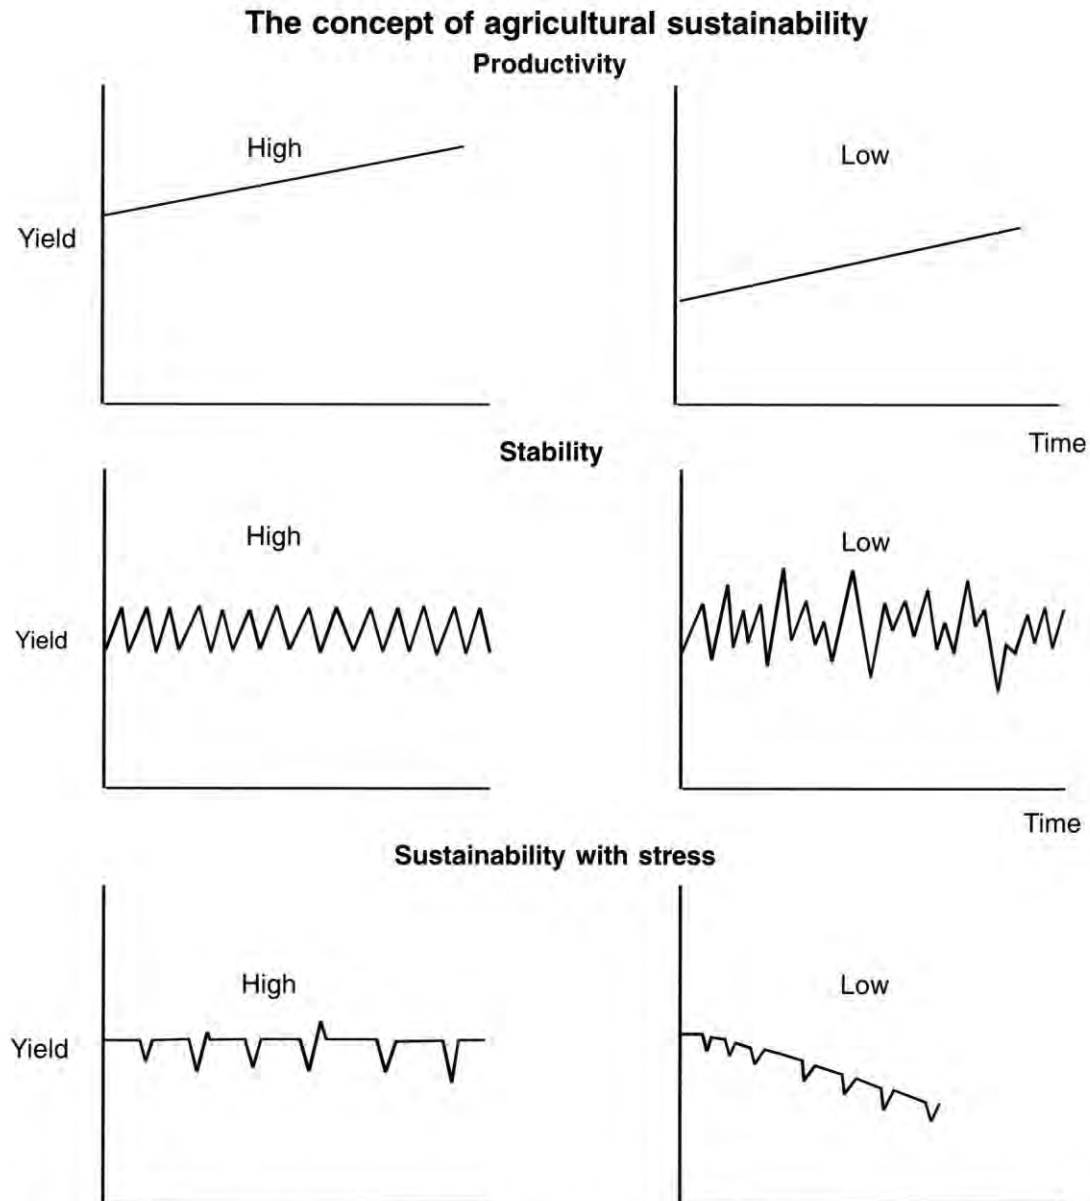 The concept of agricultural sustainability
Productivity
High
Low
Yield
Time
Stability
High
Low
Yield
Time
Sustainability with stress
High
Low
Yield